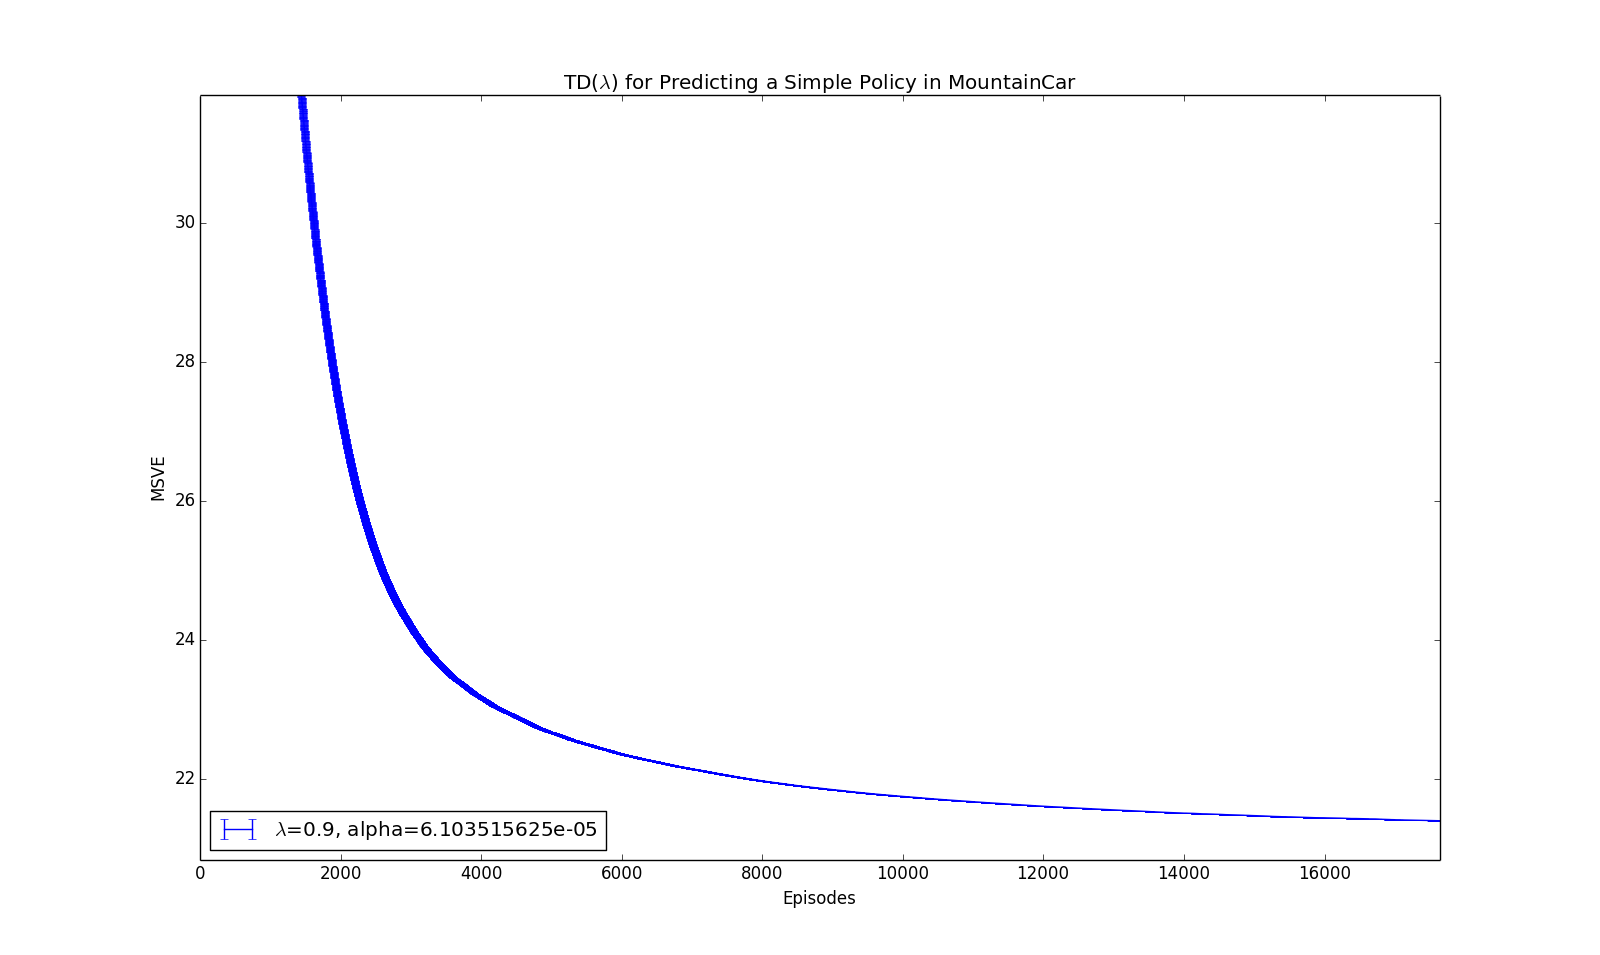 TD(λ) for Predicting a Simple Policy in MountainCar
MSVE
30
28
26
24
22
λ=0.9, alpha=6.103515625e-05
0 2000 4000 6000 8000 10000 12000 14000 16000
Episodes